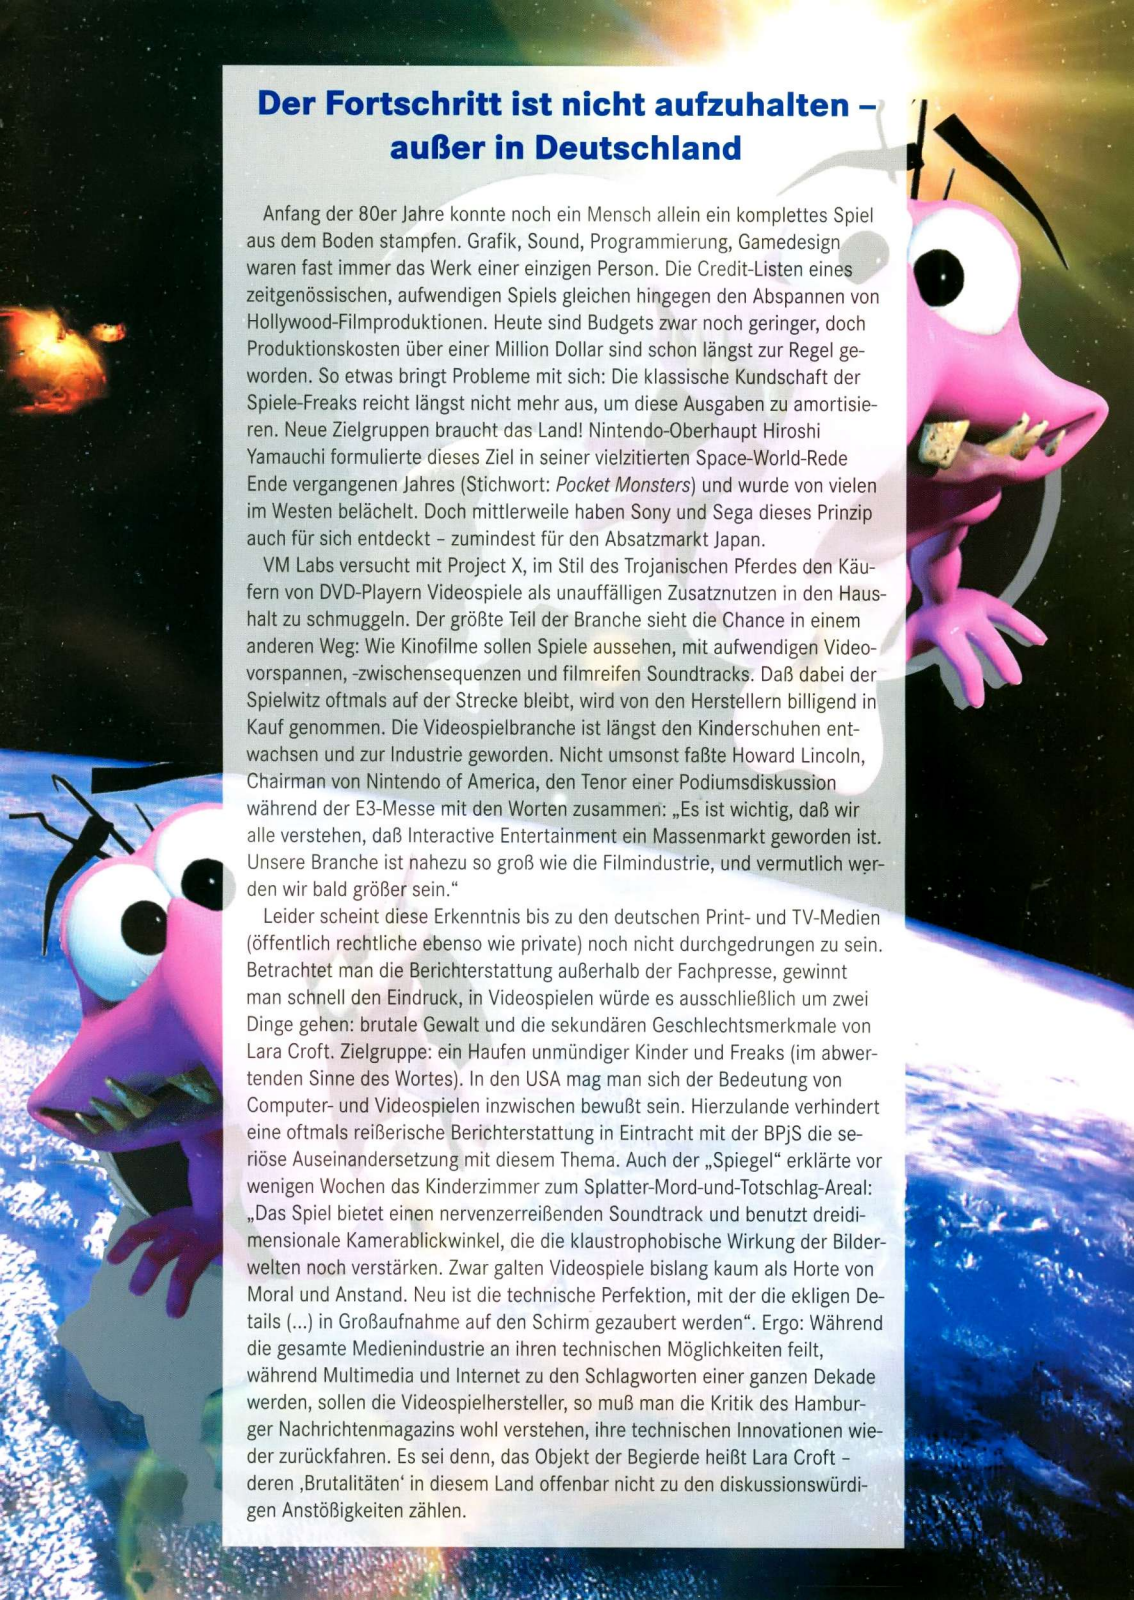 Der Fortschritt ist nicht aufzuhalten –
außer in Deutschland
Anfang der 80er Jahre konnte noch ein Mensch allein ein komplettes Spiel
aus dem Boden stampfen. Grafik, Sound, Programmierung, Gamedesign
waren fast immer das Werk einer einzigen Person. Die Credit-Listen eines
zeitgenössischen, aufwendigen Spiels gleichen hingegen den Abspannen von
Hollywood-Filmproduktionen. Heute sind Budgets zwar noch geringer, doch
Produktionskosten über einer Million Dollar sind schon längst zur Regel ge-
worden. So etwas bringt Probleme mit sich: Die klassische Kundschaft der
Spiele-Freaks reicht längst nicht mehr aus, um diese Ausgaben zu amortisie-
ren. Neue Zielgruppen braucht das Land! Nintendo-Oberhaupt Hiroshi
Yamauchi formulierte dieses Ziel in seiner vielzitierten Space-World-Rede
Ende vergangenen Jahres (Stichwort: Pocket Monsters) und wurde von vielen
im Westen belächelt. Doch mittlerweile haben Sony und Sega dieses Prinzip
auch für sich entdeckt – zumindest für den Absatzmarkt Japan.
VM Labs versucht mit Project X, im Stil des Trojanischen Pferdes den Käu-
fern von DVD-Playern Videospiele als unauffälligen Zusatznutzen in den Haus-
halt zu schmuggeln. Der größte Teil der Branche sieht die Chance in einem
anderen Weg: Wie Kinofilme sollen Spiele aussehen, mit aufwendigen Video-
vorspannen, -zwischensequenzen und filmreifen Soundtracks. Daß dabei der
Spielwitz oftmals auf der Strecke bleibt, wird von den Herstellern billigend in
Kauf genommen. Die Videospielbranche ist längst den Kinderschuhen ent-
wachsen und zur Industrie geworden. Nicht umsonst faßte Howard Lincoln,
Chairman von Nintendo of America, den Tenor einer Podiumsdiskussion
während der E3-Messe mit den Worten zusammen: „Es ist wichtig, daß wir
alle verstehen, daß Interactive Entertainment ein Massenmarkt geworden ist.
Unsere Branche ist nahezu so groß wie die Filmindustrie, und vermutlich wer-
den wir bald größer sein.“
Leider scheint diese Erkenntnis bis zu den deutschen Print- und TV-Medien
(öffentlich rechtliche ebenso wie private) noch nicht durchgedrungen zu sein.
Betrachtet man die Berichterstattung außerhalb der Fachpresse, gewinnt
man schnell den Eindruck, in Videospielen würde es ausschließlich um zwei
Dinge gehen: brutale Gewalt und die sekundären Geschlechtsmerkmale von
Lara Croft. Zielgruppe: ein Haufen unmündiger Kinder und Freaks (im abwer-
tenden Sinne des Wortes). In den USA mag man sich der Bedeutung von
Computer- und Videospielen inzwischen bewußt sein. Hierzulande verhindert
eine oftmals reißerische Berichterstattung in Eintracht mit der BPjS die se-
riöse Auseinandersetzung mit diesem Thema. Auch der „Spiegel“ erklärte vor
wenigen Wochen das Kinderzimmer zum Splatter-Mord-und-Totschlag-Areal:
„Das Spiel bietet einen nervenzerreißenden Soundtrack und benutzt dreidi-
mensionale Kamerablickwinkel, die die klaustrophobische Wirkung der Bilder-
welten noch verstärken. Zwar galten Videospiele bislang kaum als Horte von
Moral und Anstand. Neu ist die technische Perfektion, mit der die ekligen De-
tails (...) in Großaufnahme auf den Schirm gezaubert werden“. Ergo: Während
die gesamte Medienindustrie an ihren technischen Möglichkeiten feilt,
während Multimedia und Internet zu den Schlagworten einer ganzen Dekade
werden, sollen die Videospielhersteller, so muß man die Kritik des Hambur-
ger Nachrichtenmagazins wohl verstehen, ihre technischen Innovationen wie-
der zurückfahren. Es sei denn, das Objekt der Begierde heißt Lara Croft –
deren ‚Brutalitäten‘ in diesem Land offenbar nicht zu den diskussionswürdi-
gen Anstößigkeiten zählen.